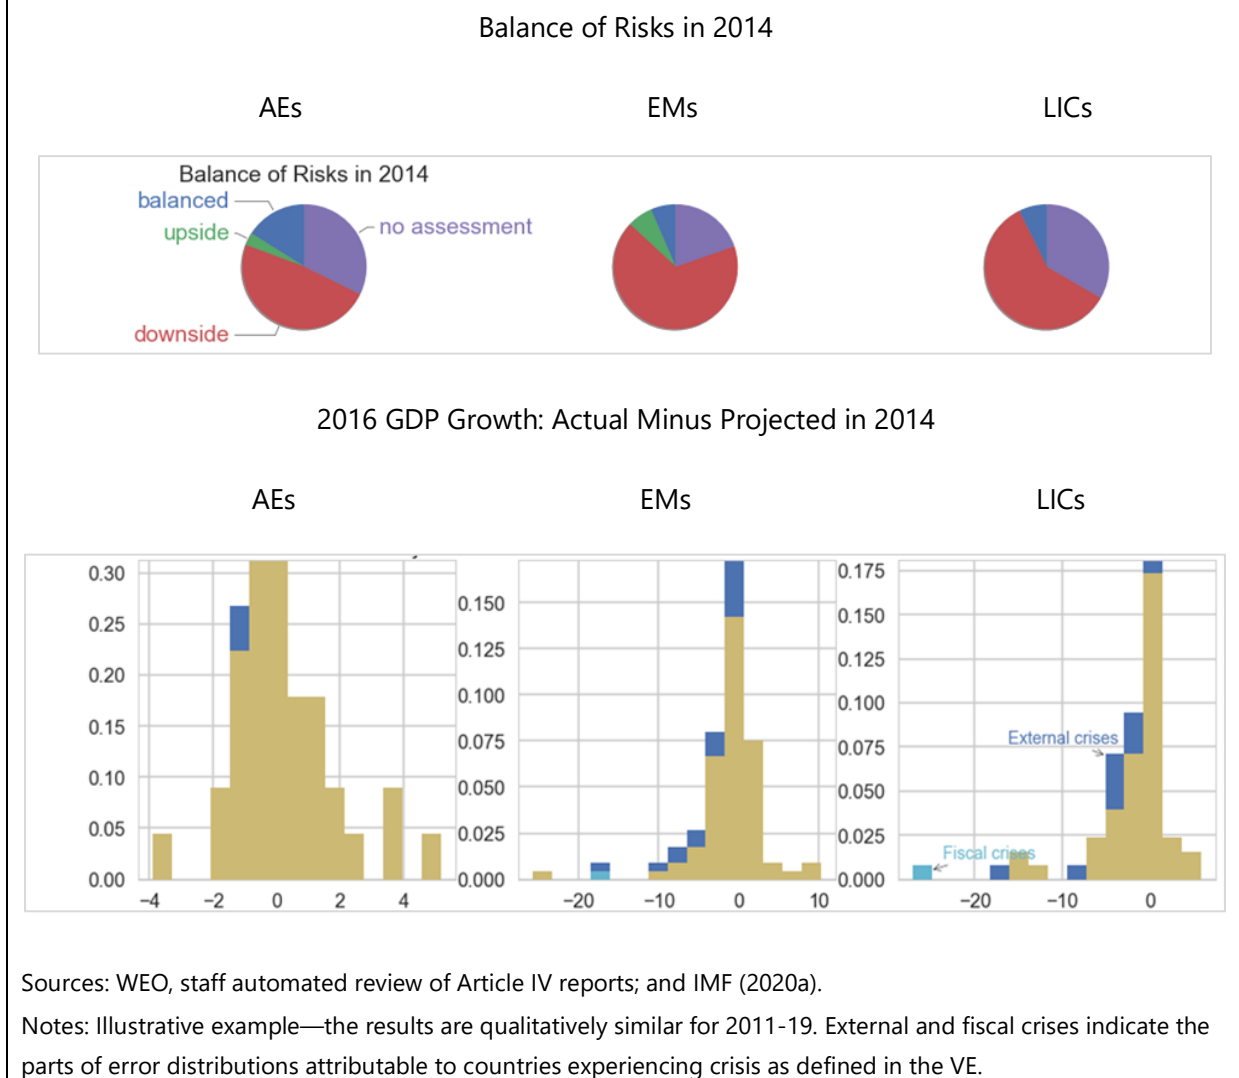 Balance of Risks in 2014
AEs EMs LICs
Balance of Risks in 2014
balanced
upside
no assessment
downside
2016 GDP Growth: Actual Minus Projected in 2014
AEs EMs LICs
0.30
0.25
0.20
0.15
0.10
0.05
0.00
−4 −2 0 2 4
0.150
0.125
0.100
0.075
0.050
0.025
0.000
−20 −10 0 10
0.175
0.150
0.125
0.100
0.075
0.050
0.025
0.000
External crises
Fiscal crises
−20 −10 0
Sources: WEO, staff automated review of Article IV reports; and IMF (2020a).
Notes: Illustrative example—the results are qualitatively similar for 2011-19. External and fiscal crises indicate the
parts of error distributions attributable to countries experiencing crisis as defined in the VE.